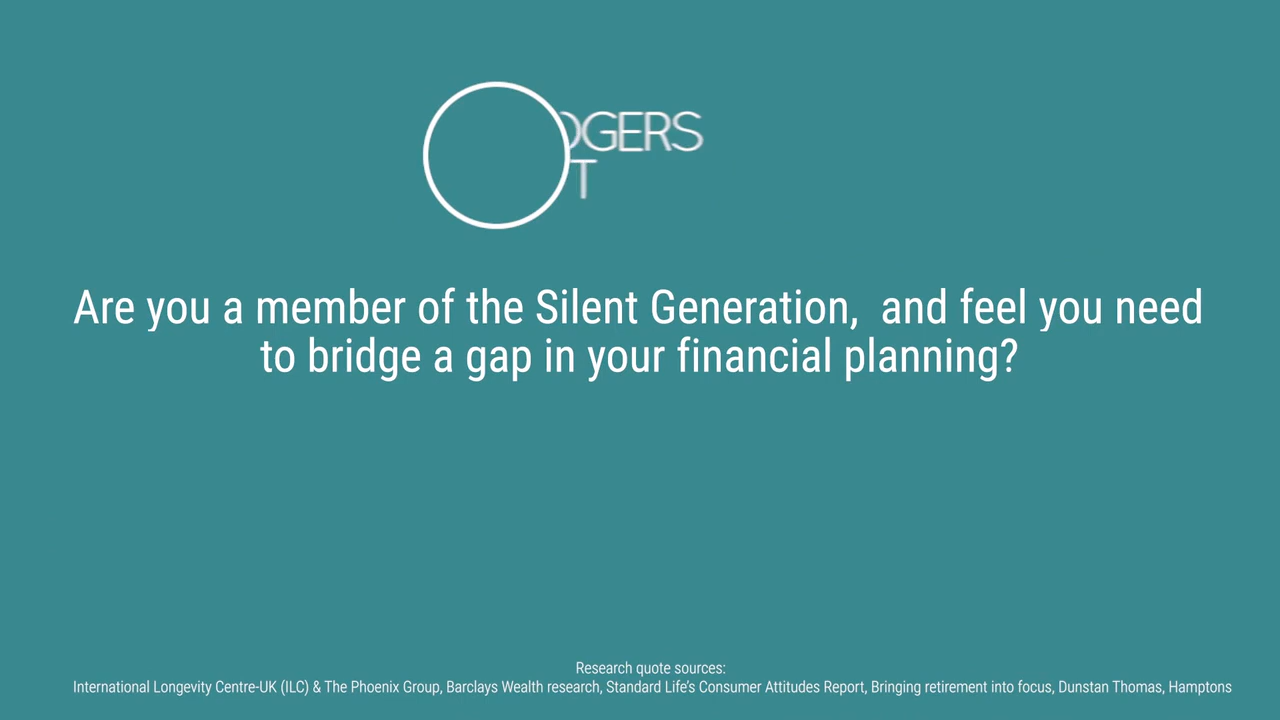 OGERS
T
Are you a member of the Silent Generation,  and feel you need
to bridge a gap in your financial planning?
Research quote sources:
International Longevity Centre-UK (ILC) & The Phoenix Group, Barclays Wealth research, Standard Life's Consumer Attitudes Report, Bringing retirement into focus, Dunstan Thomas, Hamptons